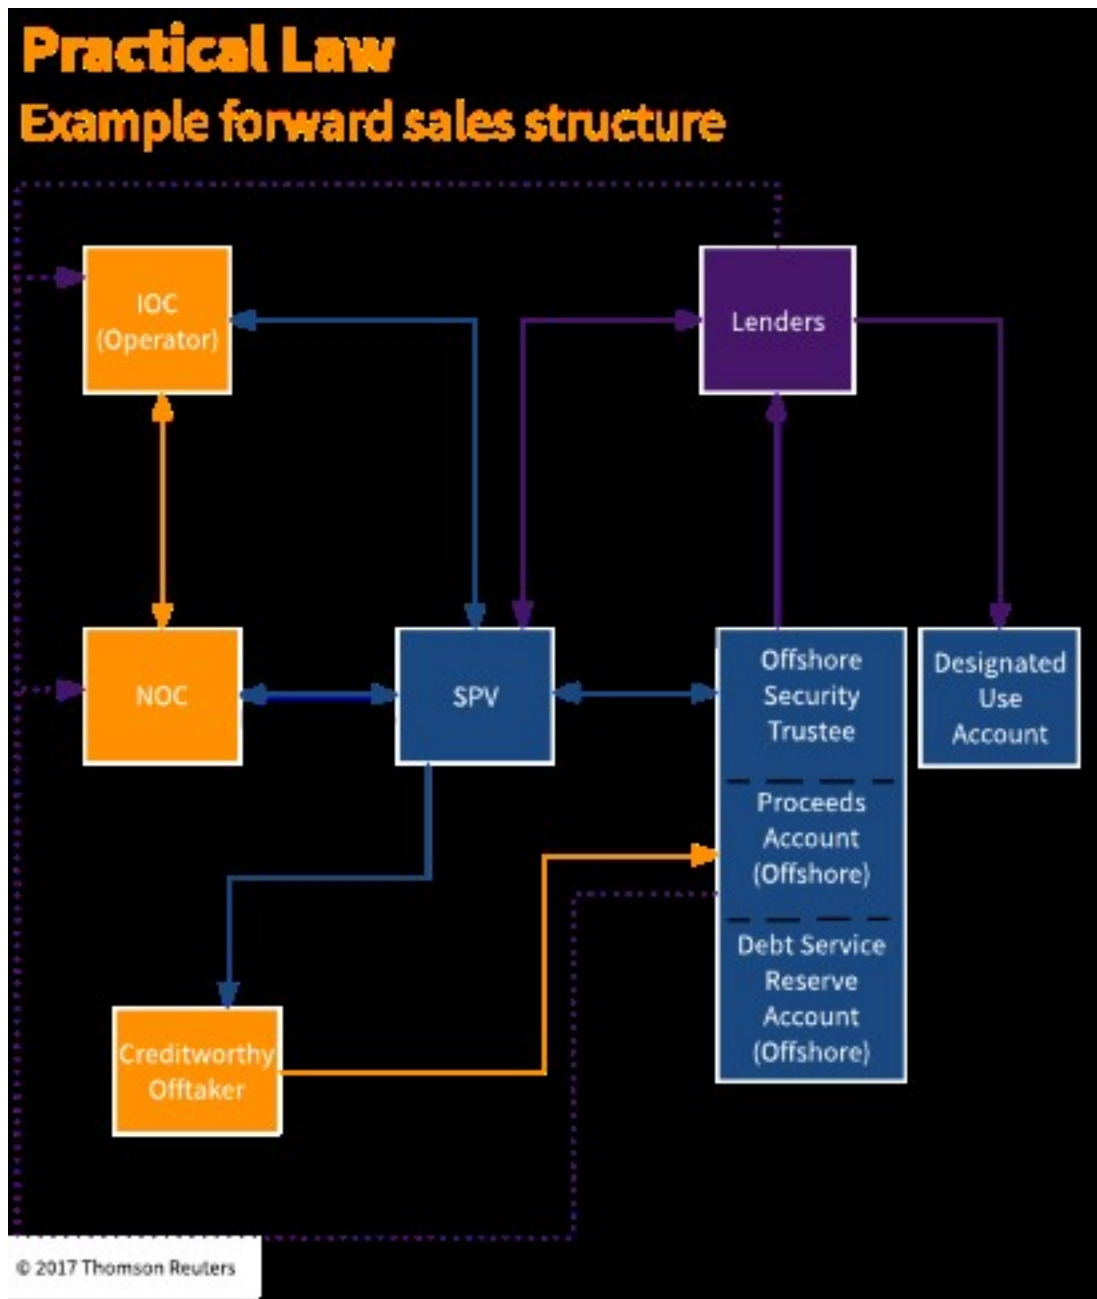 Practical Law
Example forward sales structure
IOC
(Operator)
Lenders
NOC
SPV
Offshore
Security
Trustee
Designated
Use
Account
Proceeds
Account
(Offshore)
Debt Service
Reserve
Account
(Offshore)
Creditworthy
Offtaker
© 2017 Thomson Reuters